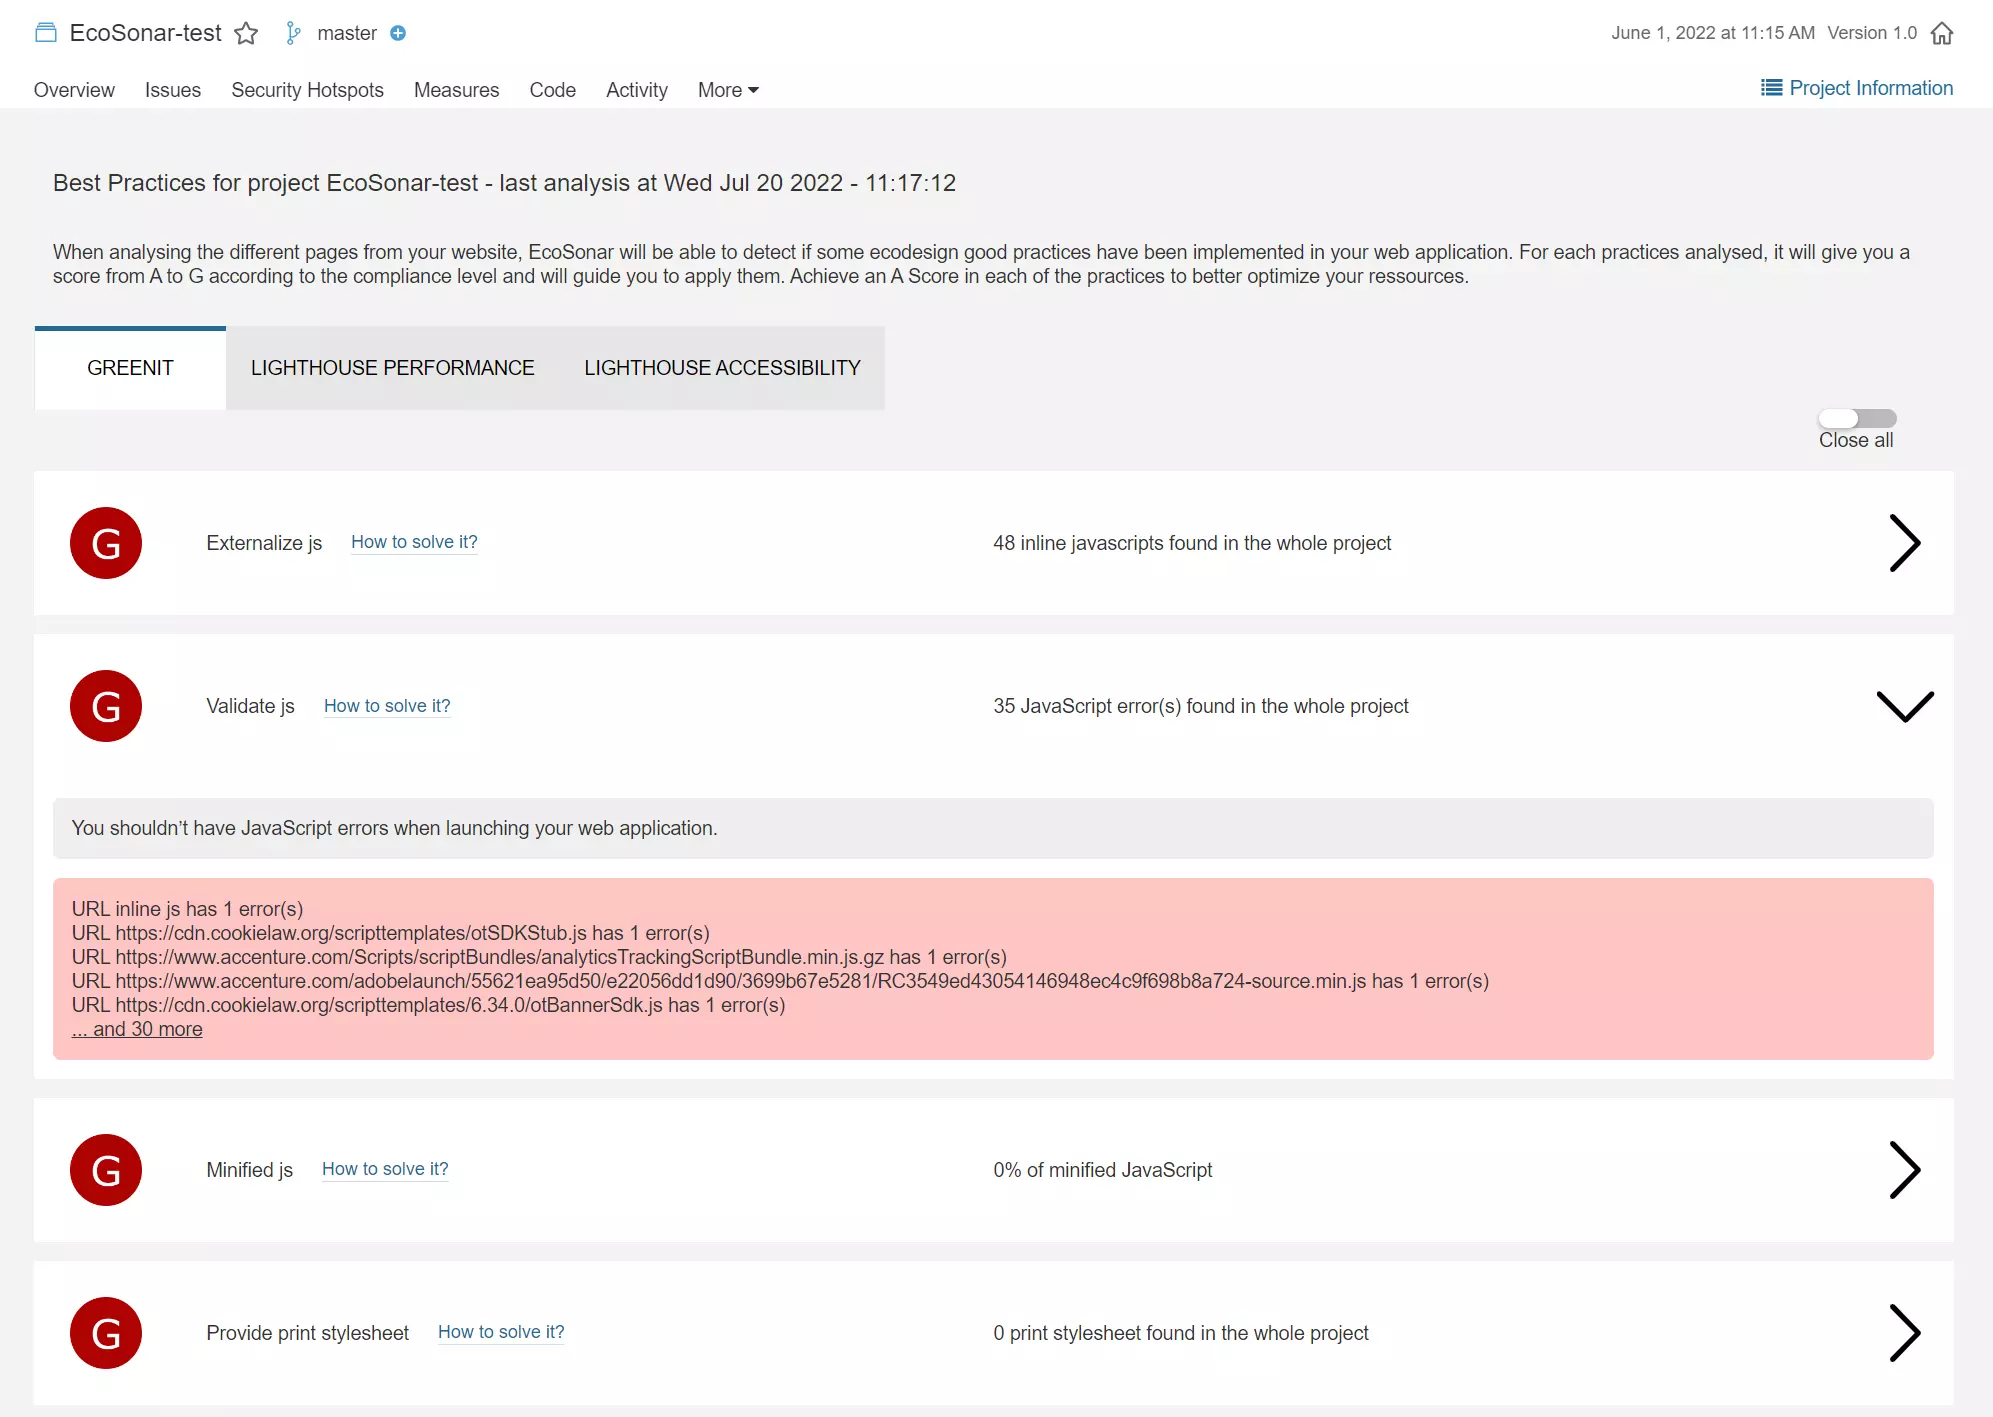 EcoSonar-test master
June 1, 2022 at 11:15 AM Version 1.0
Overview Issues Security Hotspots Measures Code Activity More
Project Information
Best Practices for project EcoSonar-test - last analysis at Wed Jul 20 2022 - 11:17:12
When analysing the different pages from your website, EcoSonar will be able to detect if some ecodesign good practices have been implemented in your web application. For each practices analysed, it will give you a
score from A to G according to the compliance level and will guide you to apply them. Achieve an A Score in each of the practices to better optimize your ressources.
GREENIT LIGHTHOUSE PERFORMANCE LIGHTHOUSE ACCESSIBILITY
Close all
G Externalize js How to solve it? 48 inline javascripts found in the whole project
G Validate js How to solve it? 35 JavaScript error(s) found in the whole project
You shouldn’t have JavaScript errors when launching your web application.
URL inline js has 1 error(s)
URL https://cdn.cookielaw.org/scripttemplates/otSDKStub.js has 1 error(s)
URL https://www.accenture.com/Scripts/scriptBundles/analyticsTrackingScriptBundle.min.js.gz has 1 error(s)
URL https://www.accenture.com/adobelaunch/55621ea95d50/e22056dd1d90/3699b67e5281/RC3549ed43054146948ec4c9f698b8a724-source.min.js has 1 error(s)
URL https://cdn.cookielaw.org/scripttemplates/6.34.0/otBannerSdk.js has 1 error(s)
... and 30 more
G Minified js How to solve it? 0% of minified JavaScript
G Provide print stylesheet How to solve it? 0 print stylesheet found in the whole project